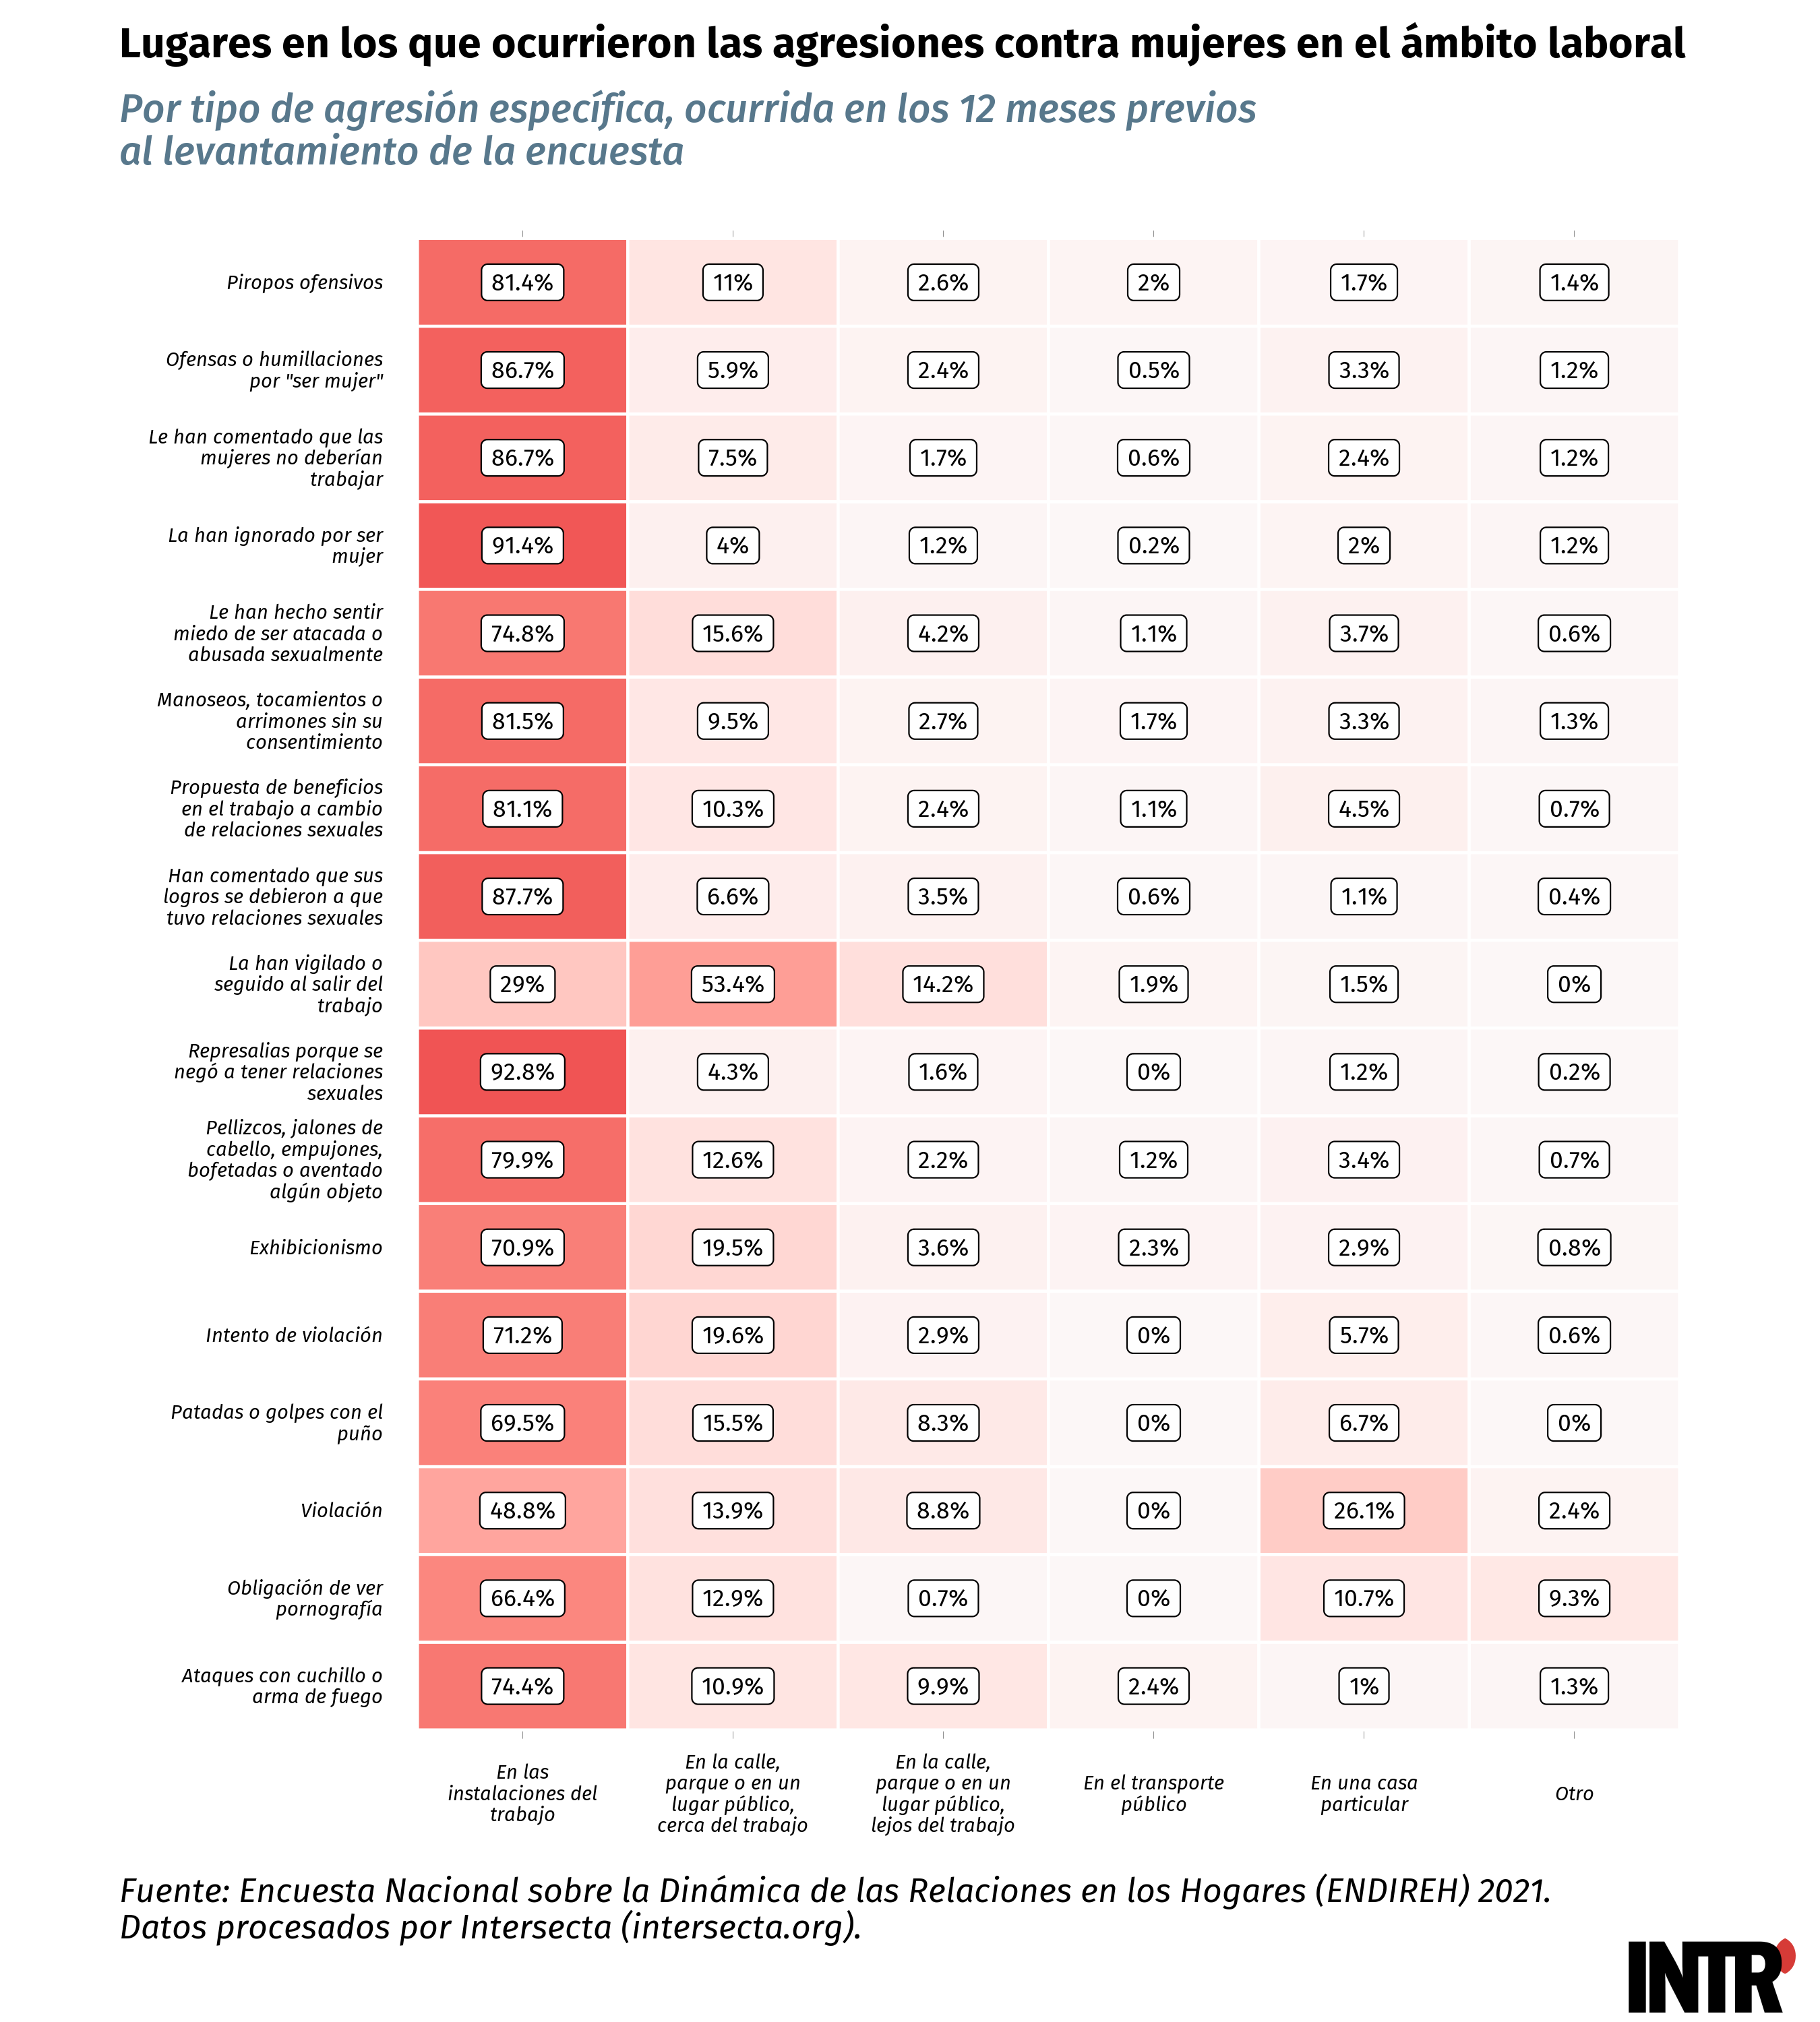 Lugares en los que ocurrieron las agresiones contra mujeres en el ámbito laboral
Por tipo de agresión específica, ocurrida en los 12 meses previos
al levantamiento de la encuesta
Piropos ofensivos
81.4% 11% 2.6% 2% 1.7% 1.4%
Ofensas o humillaciones
por "ser mujer"
86.7% 5.9% 2.4% 0.5% 3.3% 1.2%
Le han comentado que las
mujeres no deberían
trabajar
86.7% 7.5% 1.7% 0.6% 2.4% 1.2%
La han ignorado por ser
mujer
91.4% 4% 1.2% 0.2% 2% 1.2%
Le han hecho sentir
miedo de ser atacada o
abusada sexualmente
74.8% 15.6% 4.2% 1.1% 3.7% 0.6%
Manoseos, tocamientos o
arrimones sin su
consentimiento
81.5% 9.5% 2.7% 1.7% 3.3% 1.3%
Propuesta de beneficios
en el trabajo a cambio
de relaciones sexuales
81.1% 10.3% 2.4% 1.1% 4.5% 0.7%
Han comentado que sus
logros se debieron a que
tuvo relaciones sexuales
87.7% 6.6% 3.5% 0.6% 1.1% 0.4%
La han vigilado o
seguido al salir del
trabajo
29% 53.4% 14.2% 1.9% 1.5% 0%
Represalias porque se
negó a tener relaciones
sexuales
92.8% 4.3% 1.6% 0% 1.2% 0.2%
Pellizcos, jalones de
cabello, empujones,
bofetadas o aventado
algún objeto
79.9% 12.6% 2.2% 1.2% 3.4% 0.7%
Exhibicionismo
70.9% 19.5% 3.6% 2.3% 2.9% 0.8%
Intento de violación
71.2% 19.6% 2.9% 0% 5.7% 0.6%
Patadas o golpes con el
puño
69.5% 15.5% 8.3% 0% 6.7% 0%
Violación
48.8% 13.9% 8.8% 0% 26.1% 2.4%
Obligación de ver
pornografía
66.4% 12.9% 0.7% 0% 10.7% 9.3%
Ataques con cuchillo o
arma de fuego
74.4% 10.9% 9.9% 2.4% 1% 1.3%
En las
instalaciones del
trabajo
En la calle,
parque o en un
lugar público,
cerca del trabajo
En la calle,
parque o en un
lugar público,
lejos del trabajo
En el transporte
público
En una casa
particular
Otro
Fuente: Encuesta Nacional sobre la Dinámica de las Relaciones en los Hogares (ENDIREH) 2021.
Datos procesados por Intersecta (intersecta.org).
INTR